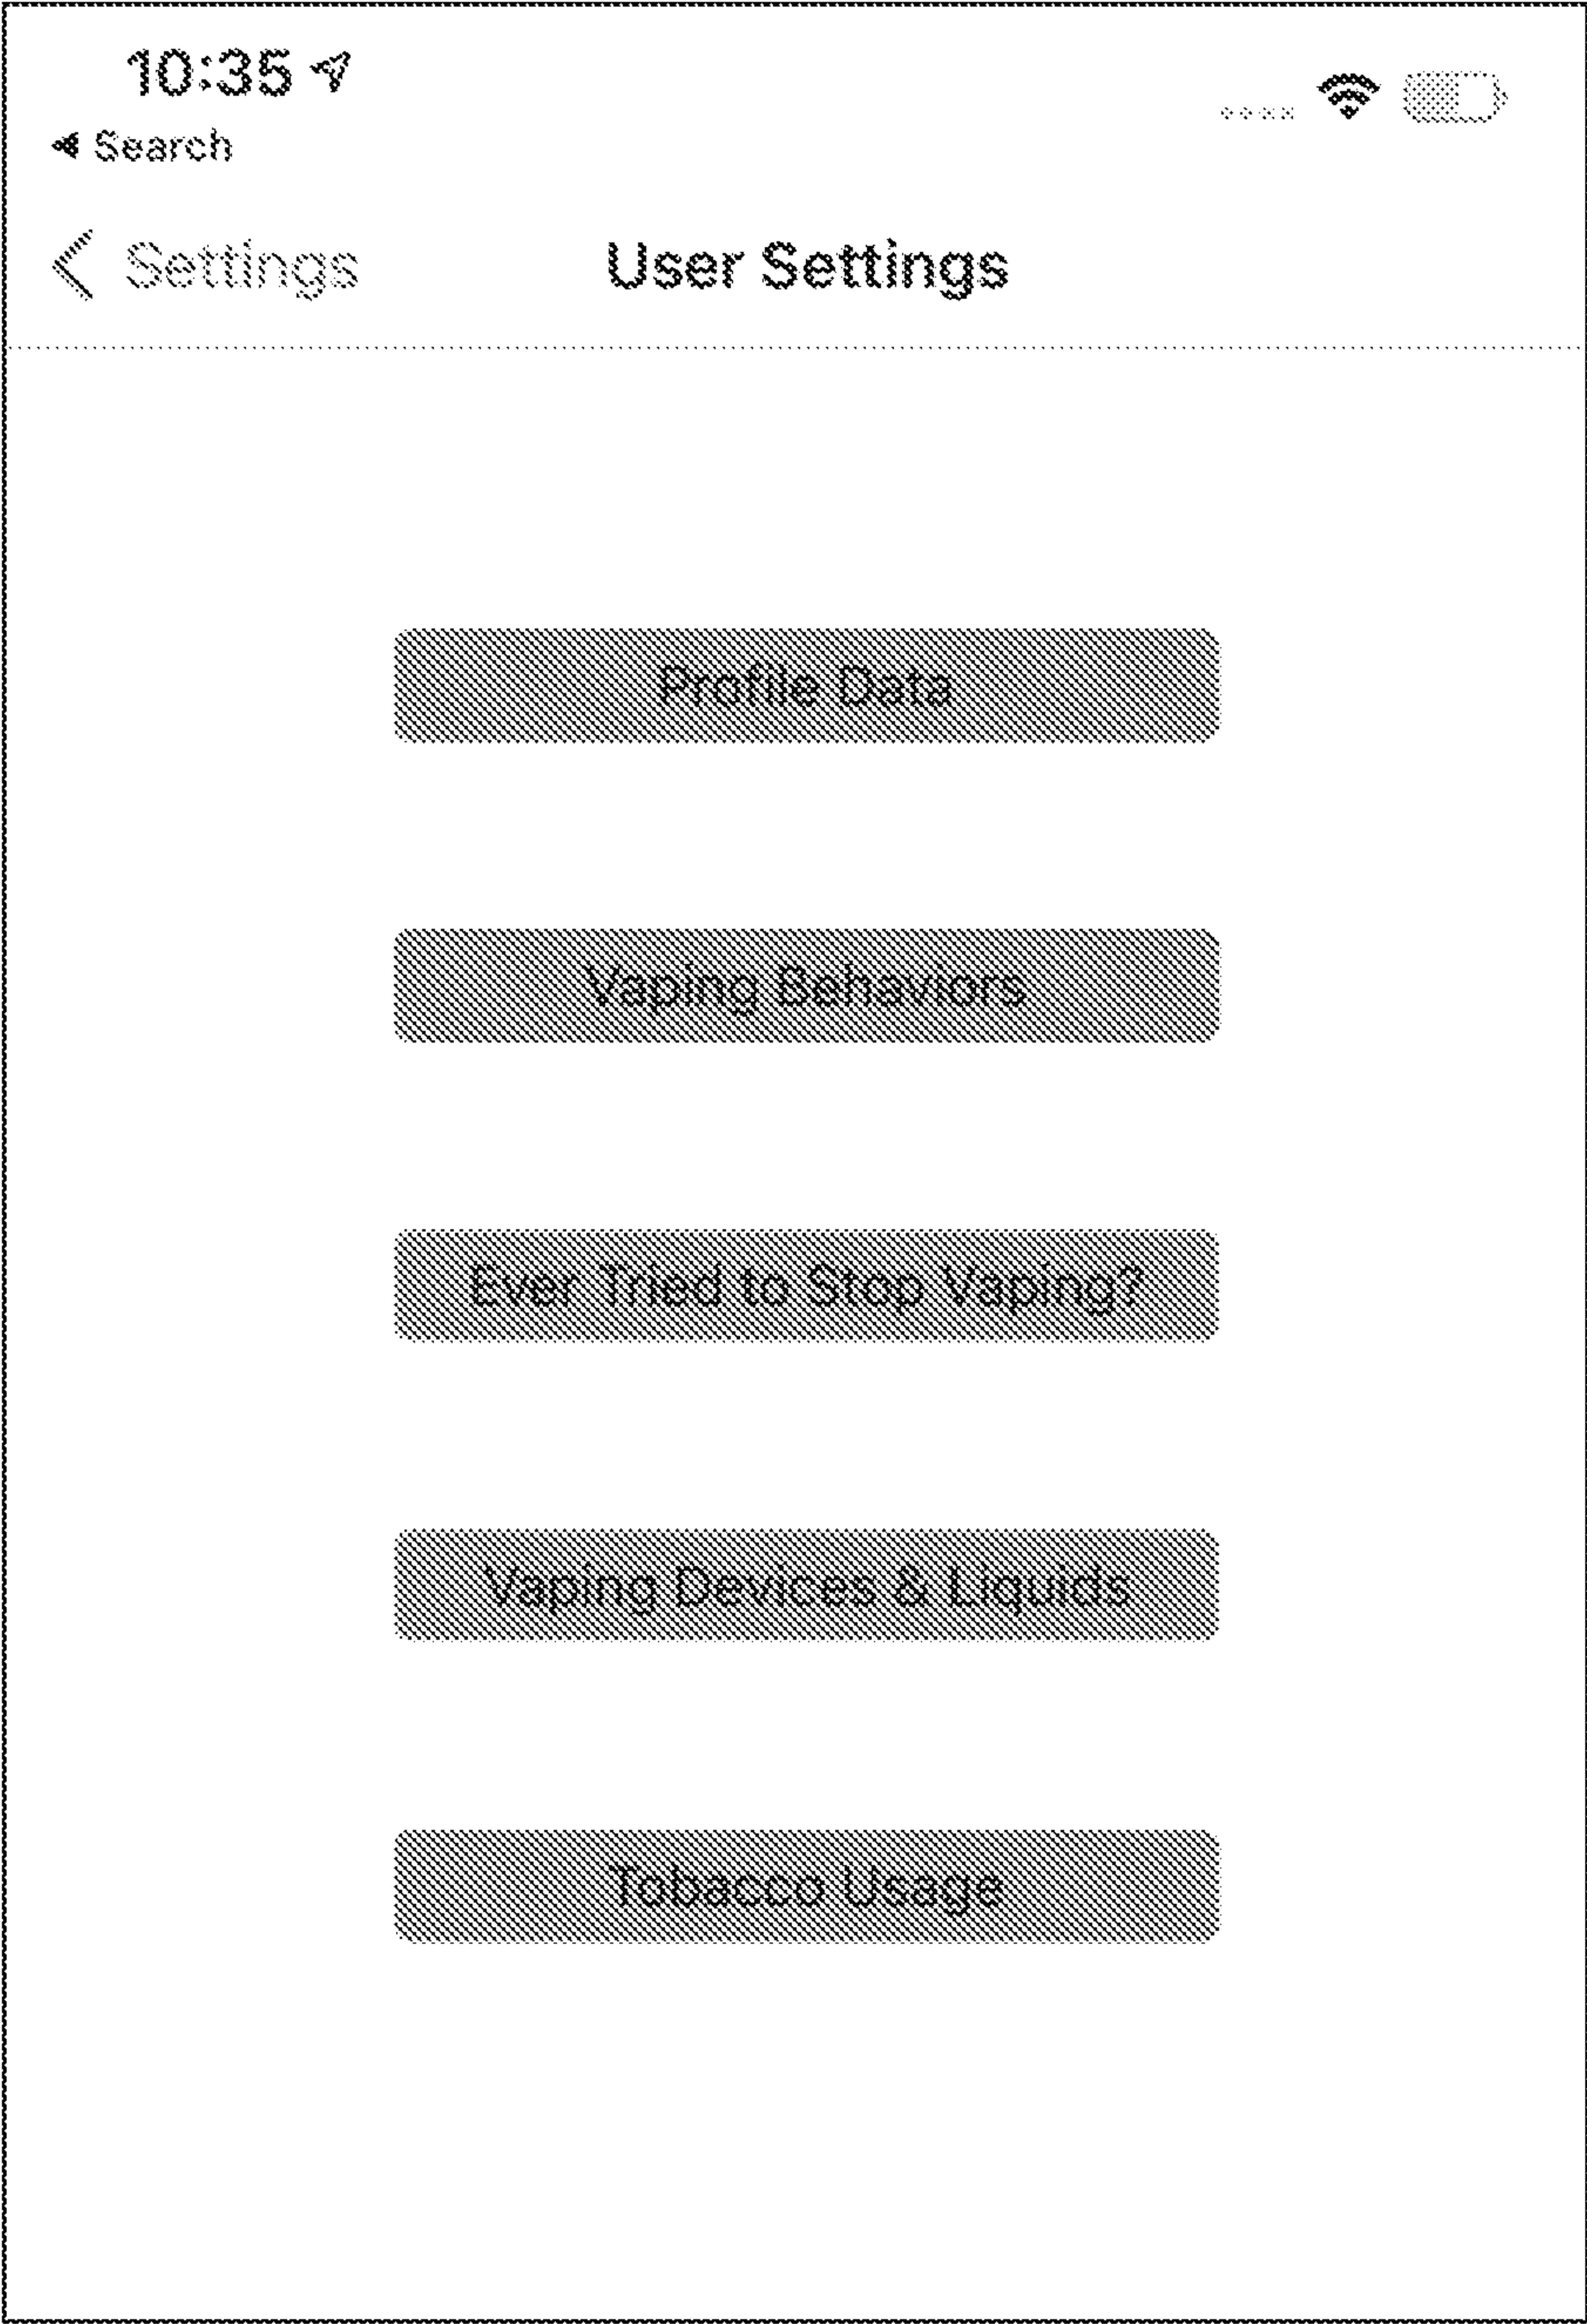 10:35
Search
Settings
User Settings
Profile Data
Vaping Behaviors
Ever Tried to Stop Vaping?
Vaping Devices & Liquids
Tobacco Usage